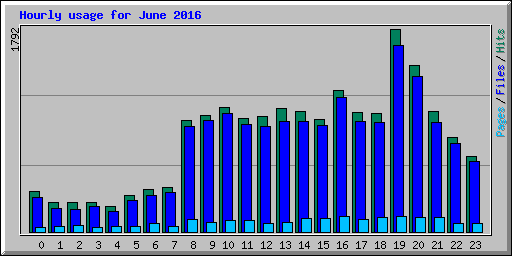 Hourly usage for June 2016
1792
Pages/Files/Hits
0 1 2 3 4 5 6 7 8 9 10 11 12 13 14 15 16 17 18 19 20 21 22 23